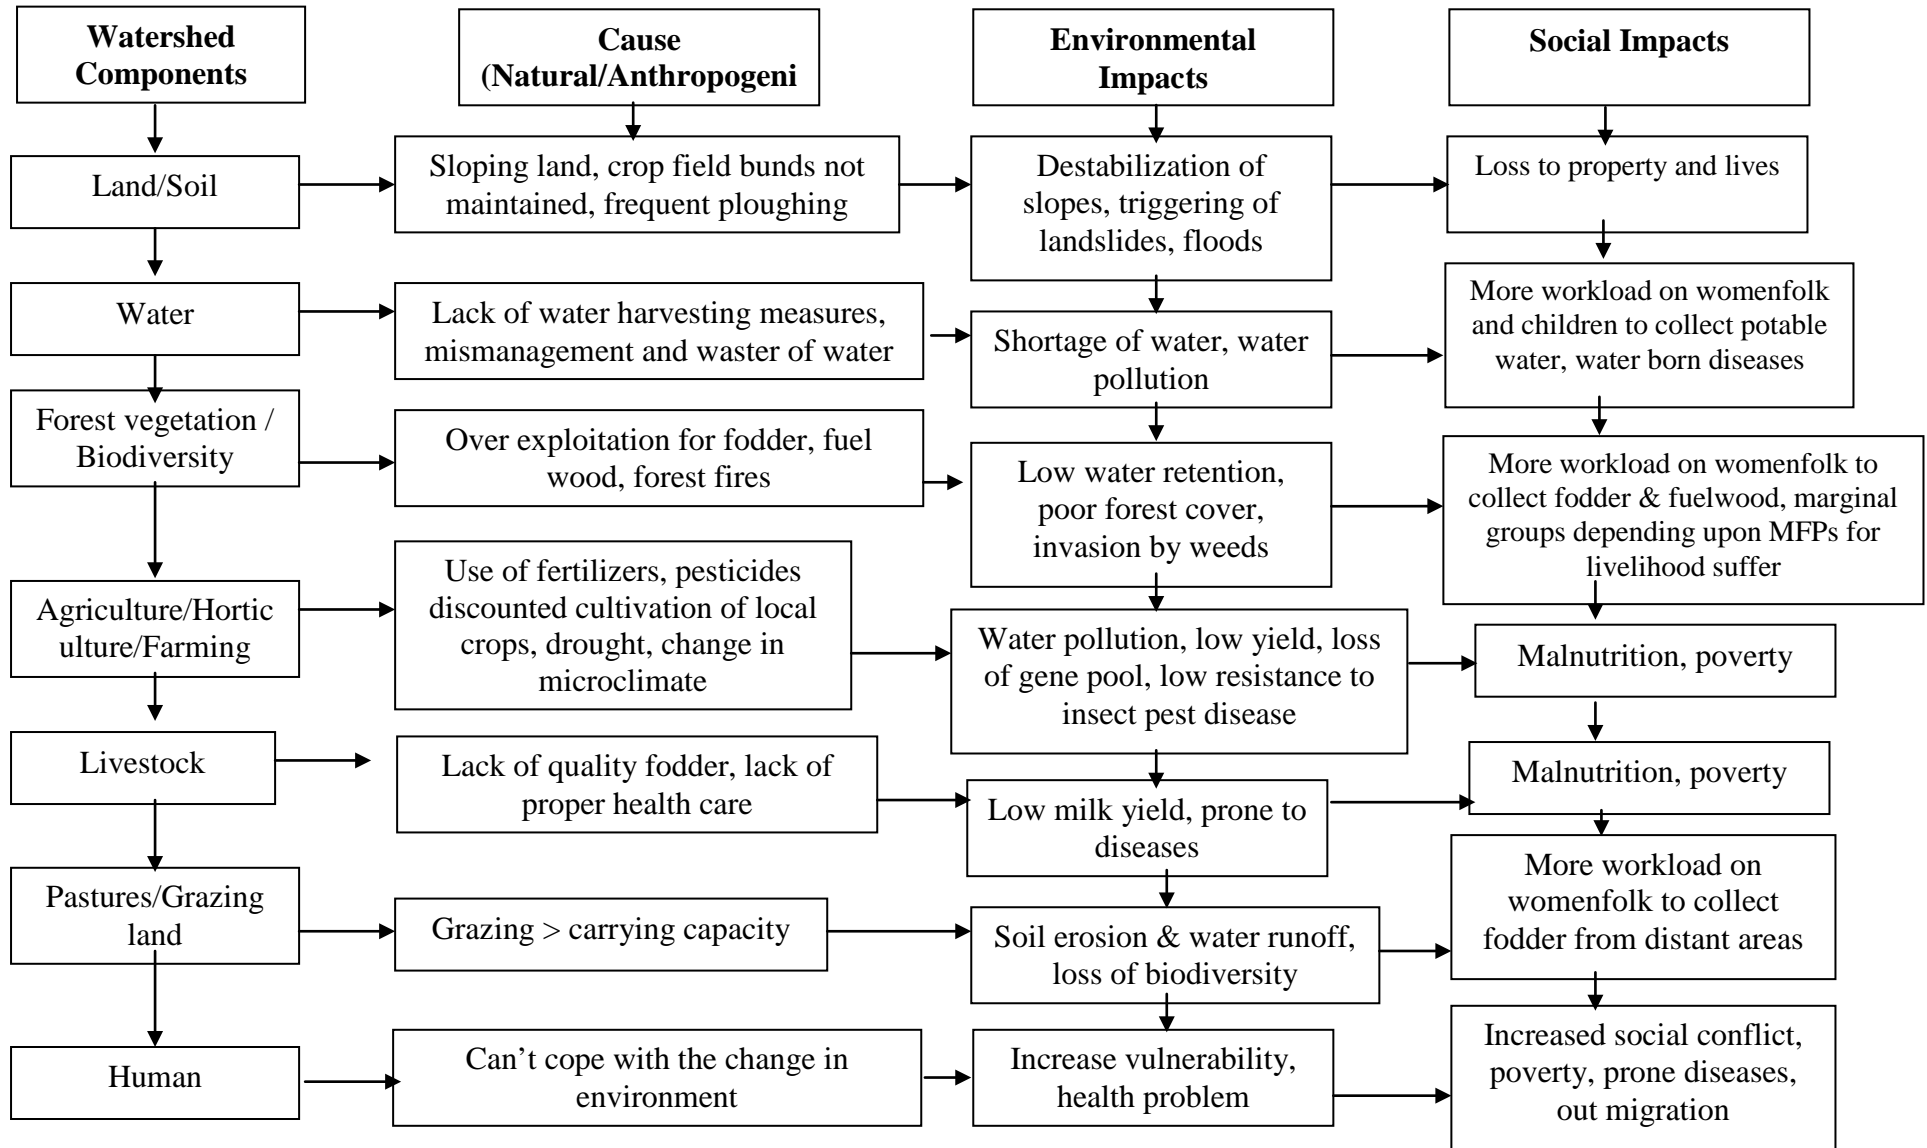 Watershed
Components
Cause
(Natural/Anthropogeni
Environmental
Impacts
Social Impacts
Land/Soil
Sloping land, crop field bunds not
maintained, frequent ploughing
Destabilization of
slopes, triggering of
landslides, floods
Loss to property and lives
Water
Lack of water harvesting measures,
mismanagement and waster of water
Shortage of water, water
pollution
More workload on womenfolk
and children to collect potable
water, water born diseases
Forest vegetation /
Biodiversity
Over exploitation for fodder, fuel
wood, forest fires
Low water retention,
poor forest cover,
invasion by weeds
More workload on womenfolk to
collect fodder & fuelwood, marginal
groups depending upon MFPs for
livelihood suffer
Agriculture/Hortic
ulture/Farming
Use of fertilizers, pesticides
discounted cultivation of local
crops, drought, change in
microclimate
Water pollution, low yield, loss
of gene pool, low resistance to
insect pest disease
Malnutrition, poverty
Livestock
Lack of quality fodder, lack of
proper health care
Low milk yield, prone to
diseases
Malnutrition, poverty
Pastures/Grazing
land
Grazing > carrying capacity
Soil erosion & water runoff,
loss of biodiversity
More workload on
womenfolk to collect
fodder from distant areas
Human
Can’t cope with the change in
environment
Increase vulnerability,
health problem
Increased social conflict,
poverty, prone diseases,
out migration